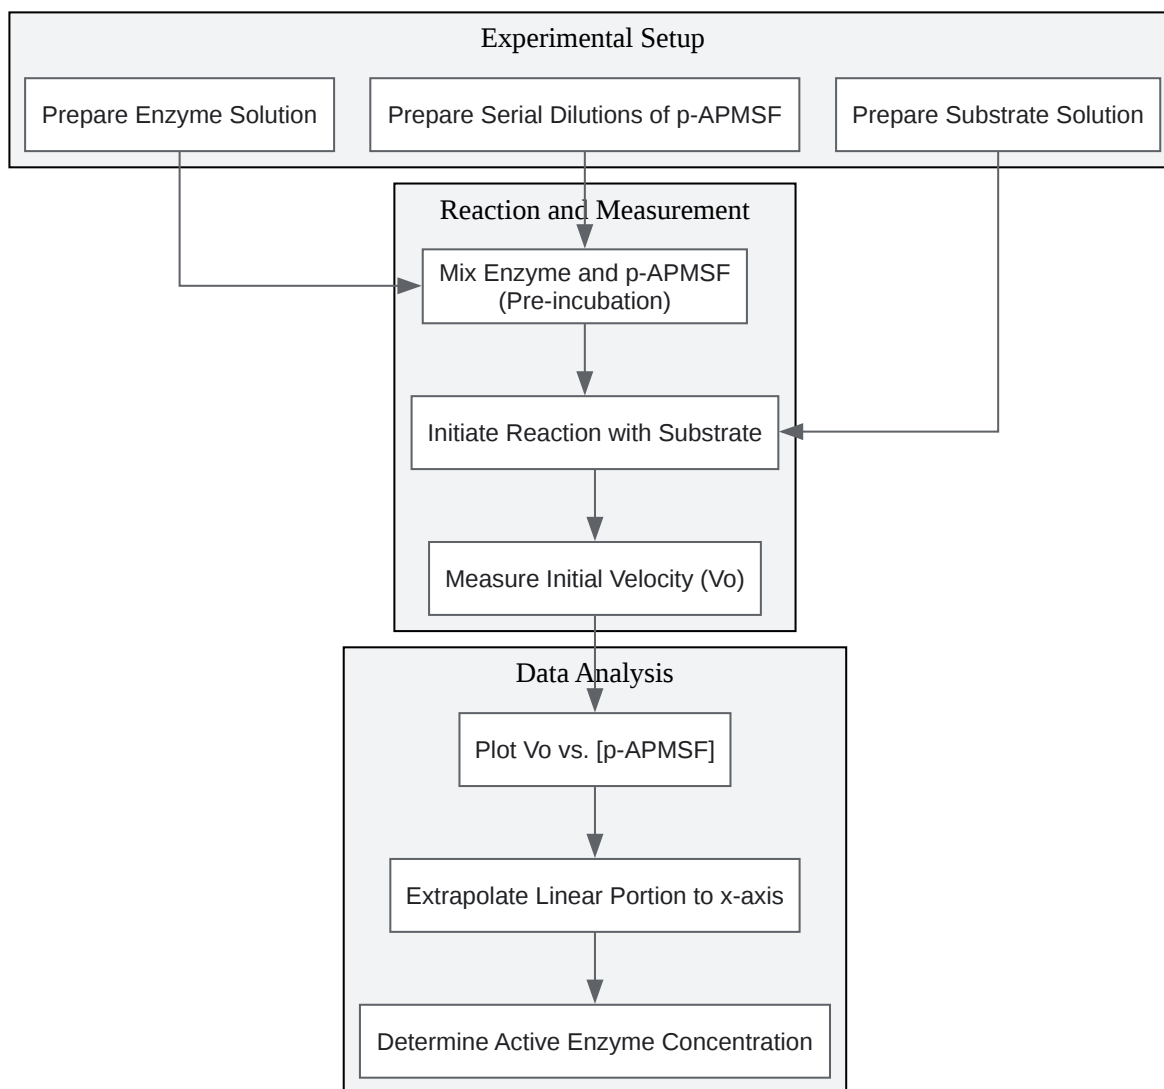 Experimental Setup
Prepare Enzyme Solution
Prepare Serial Dilutions of p-APMSF
Prepare Substrate Solution
Reaction and Measurement
Mix Enzyme and p-APMSF
(Pre-incubation)
Initiate Reaction with Substrate
Measure Initial Velocity (Vo)
Data Analysis
Plot Vo vs. [p-APMSF]
Extrapolate Linear Portion to x-axis
Determine Active Enzyme Concentration